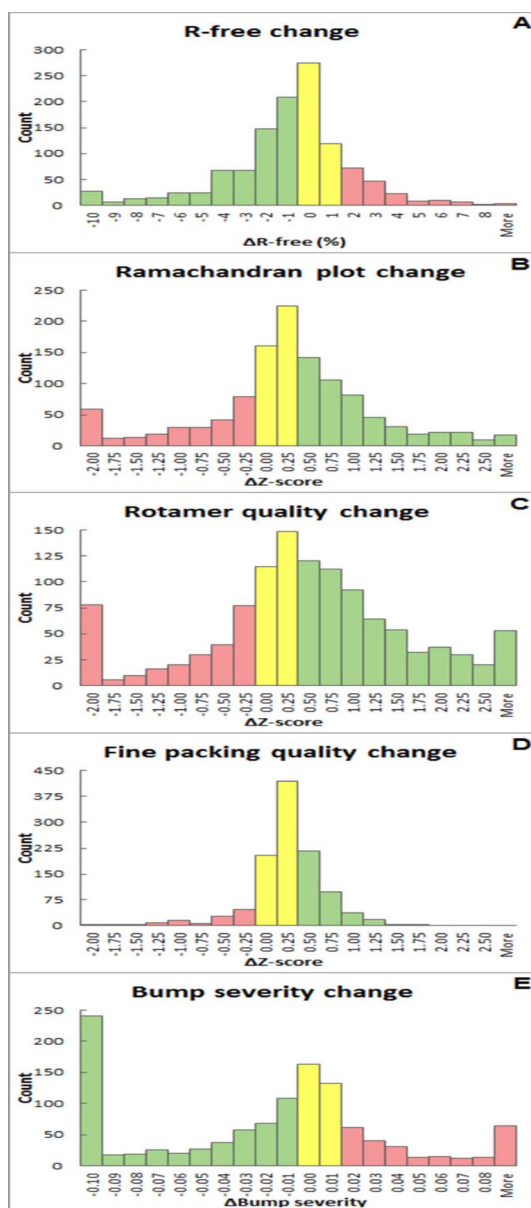 A
R-free change
300
250
200
150
100
50
0
Count
-10 -9 -8 -7 -6 -5 -4 -3 -2 -1 0 1 2 3 4 5 6 7 8 More
ΔR-free (%)
B
Ramachandran plot change
250
200
150
100
50
0
Count
-2.00 -1.75 -1.50 -1.25 -1.00 -0.75 -0.50 -0.25 0.00 0.25 0.50 0.75 1.00 1.25 1.50 1.75 2.00 2.25 2.50 More
ΔZ-score
C
Rotamer quality change
150
125
100
75
50
25
0
Count
-2.00 -1.75 -1.50 -1.25 -1.00 -0.75 -0.50 -0.25 0.00 0.25 0.50 0.75 1.00 1.25 1.50 1.75 2.00 2.25 2.50 More
ΔZ-score
D
Fine packing quality change
450
375
300
225
150
75
0
Count
-2.00 -1.75 -1.50 -1.25 -1.00 -0.75 -0.50 -0.25 0.00 0.25 0.50 0.75 1.00 1.25 1.50 1.75 2.00 2.25 2.50 More
ΔZ-score
E
Bump severity change
250
200
150
100
50
0
Count
-0.10 -0.09 -0.08 -0.07 -0.06 -0.05 -0.04 -0.03 -0.02 -0.01 0.00 0.01 0.02 0.03 0.04 0.05 0.06 0.07 0.08 More
ΔBump severity